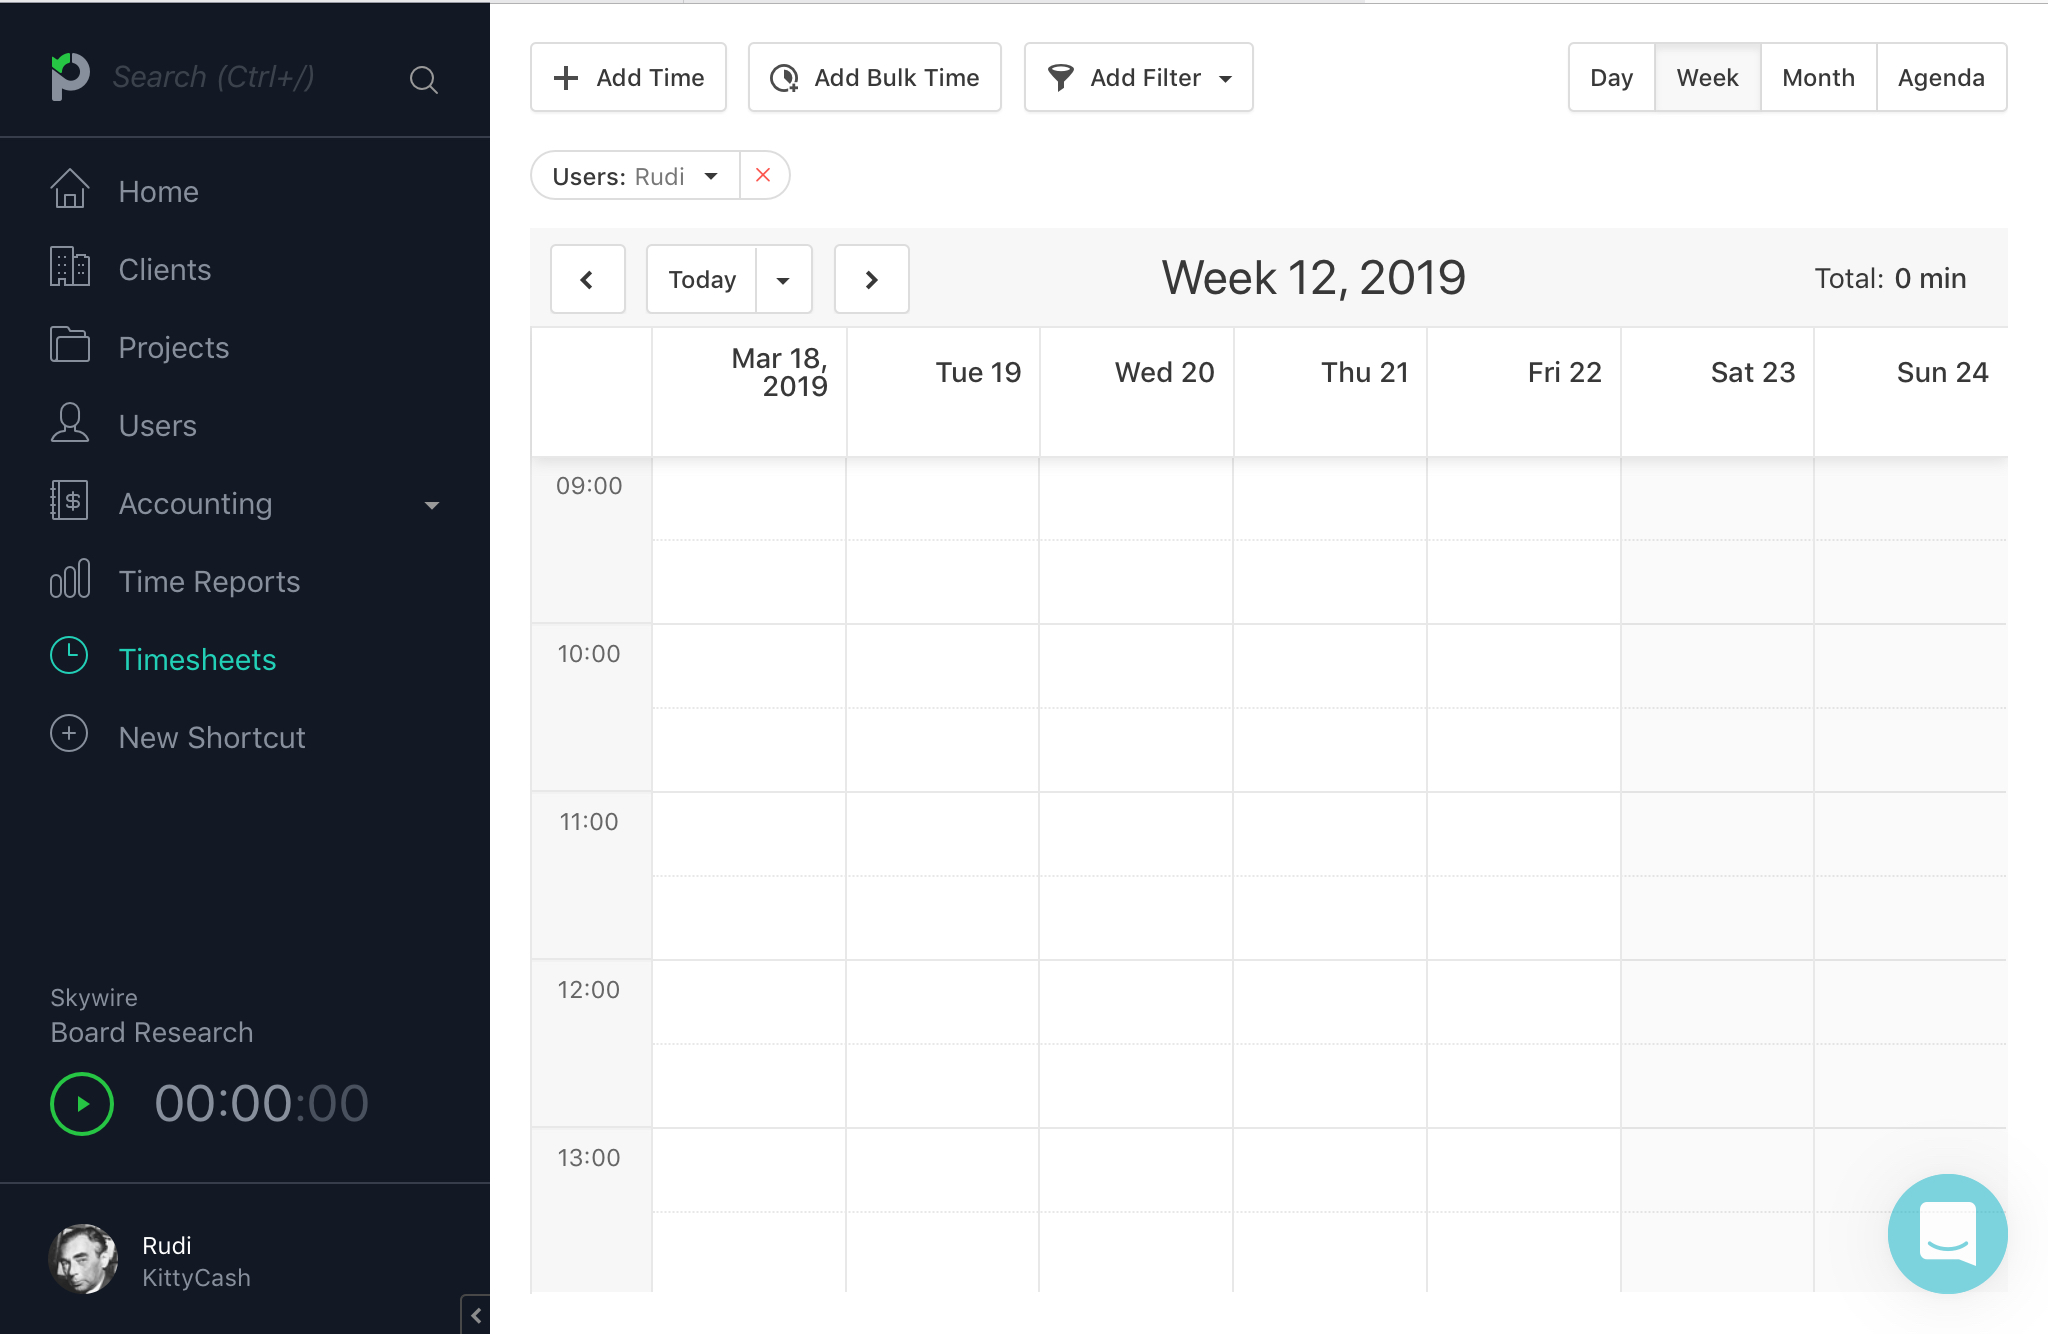 Search (Ctrl+/)
Home
Clients
Projects
Users
Accounting
Time Reports
Timesheets
New Shortcut
Skywire
Board Research
00:00:00
Rudi
KittyCash
Add Time
Add Bulk Time
Add Filter
Day
Week
Month
Agenda
Users: Rudi
Today
Week 12, 2019
Total: 0 min
Mar 18,
2019
Tue 19
Wed 20
Thu 21
Fri 22
Sat 23
Sun 24
09:00
10:00
11:00
12:00
13:00